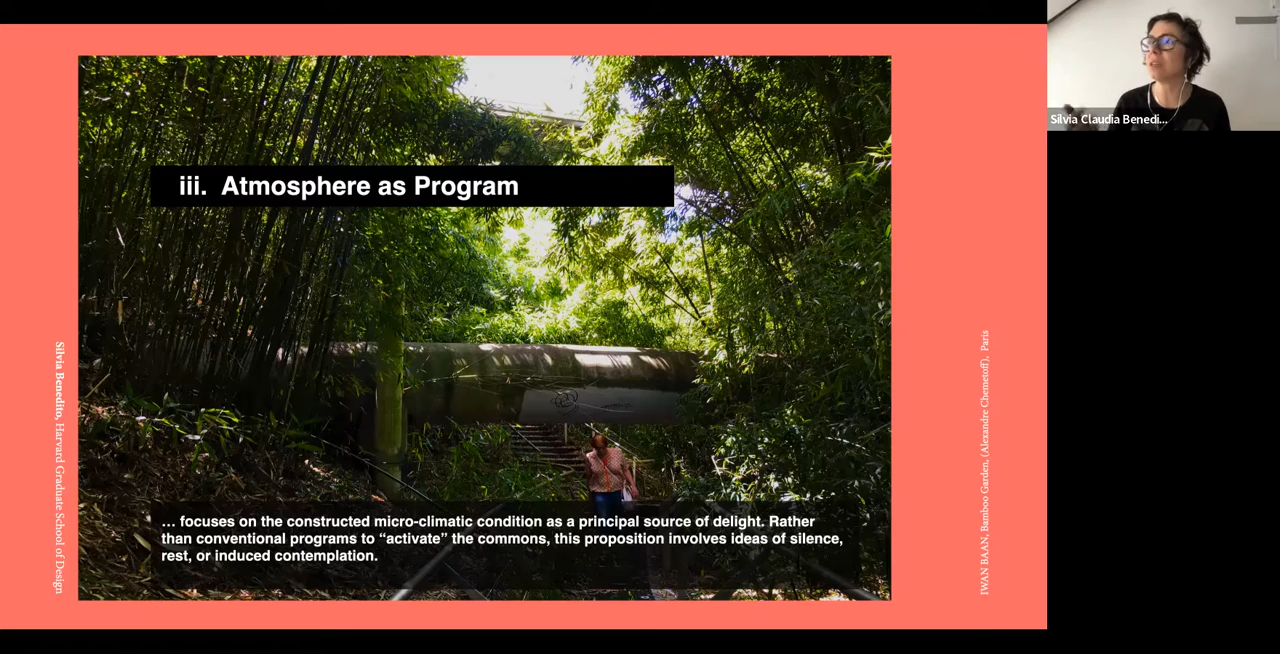 iii. Atmosphere as Program
… focuses on the constructed micro-climatic condition as a principal source of delight. Rather
than conventional programs to “activate” the commons, this proposition involves ideas of silence,
rest, or induced contemplation.
Silvia Benedito, Harvard Graduate School of Design
IWAN BAAN, Bamboo Garden, (Alexandre Chemetoff), Paris
Silvia Claudia Benedi...